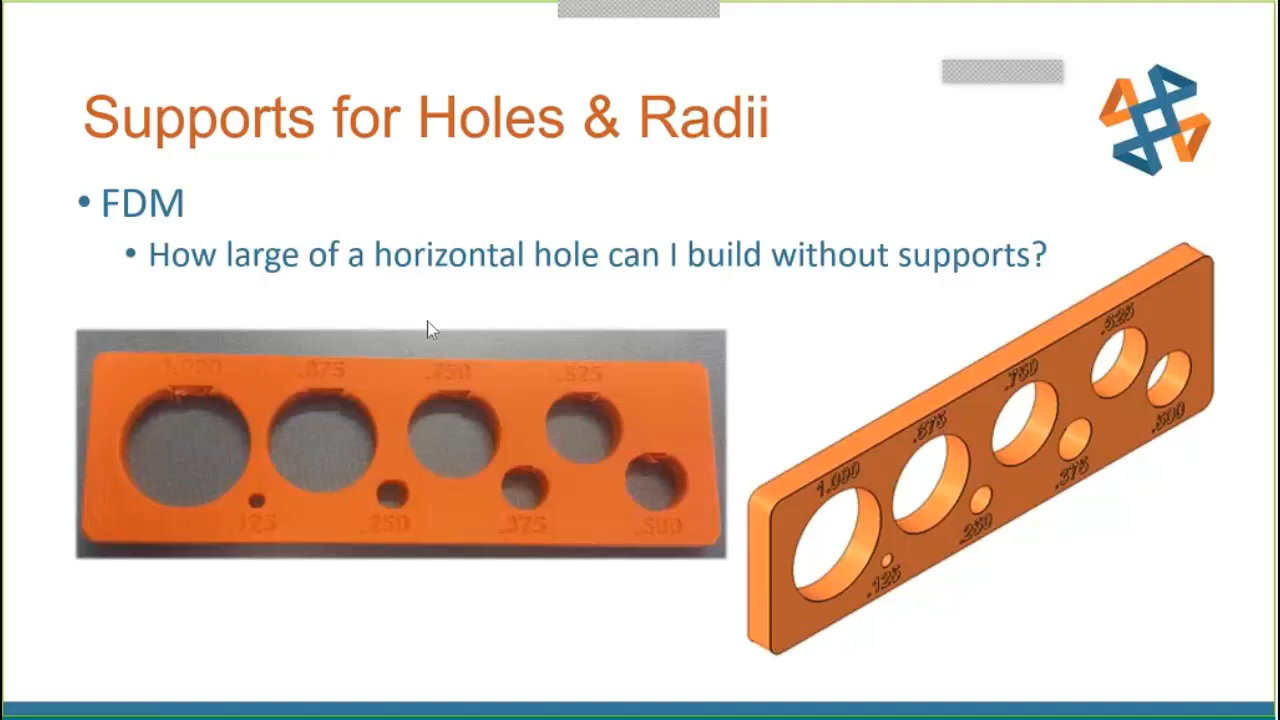 Supports for Holes & Radii
• FDM
• How large of a horizontal hole can I build without supports?
1.000 .875 .750 .625
.125 .250 .375 .500
.625
.750
.875
1.000
.500
.375
.250
.125